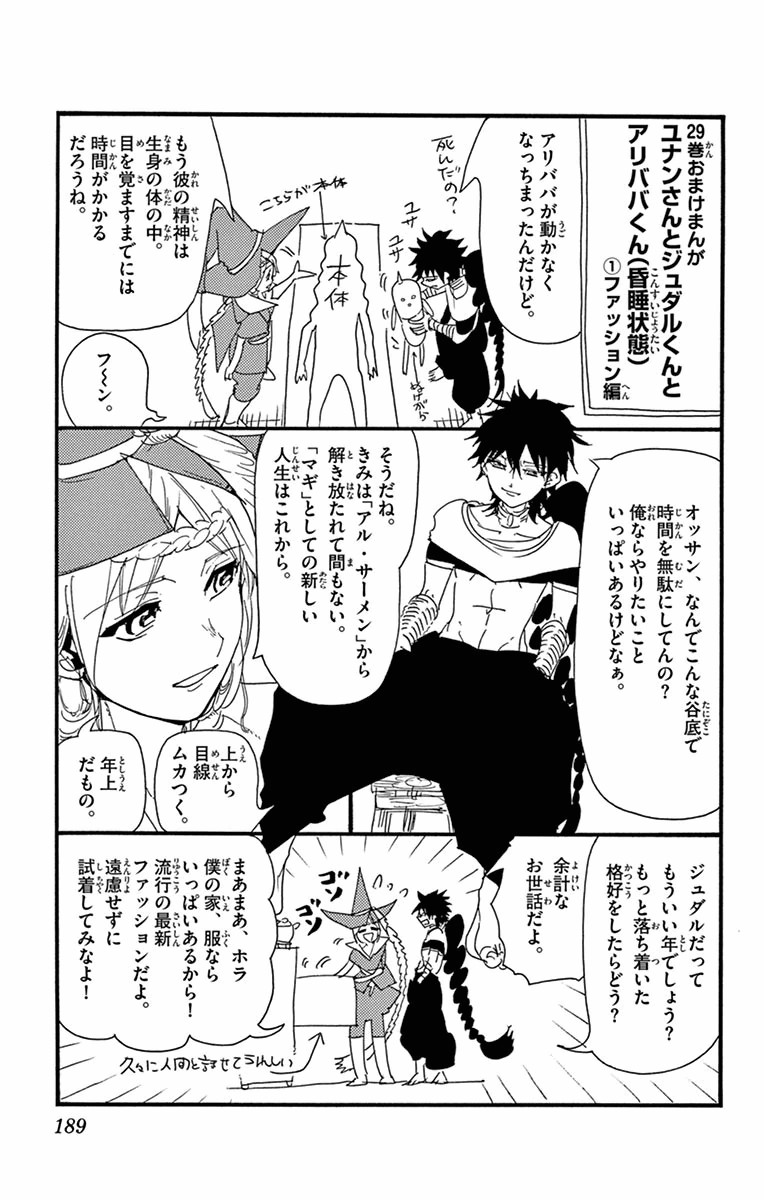 29巻おまけまんが
ユナンさんとジュダルくんと
アリババくん(昏睡状態)
①ファッション編
アリババが動かなく
なっちまったんだけど。
死んだの?
ユサ
ユサ
本体
こちらが本体
もう彼の精神は
生身の体の中。
目を覚ますまでには
時間がかかる
だろうね。
フ〜ン。
オッサン、なんでこんな谷底で
時間を無駄にしてんの?
俺ならやりたいこと
いっぱいあるけどなぁ。
そうだね。
きみは「アル・サーメン」から
解き放たれて間もない。
「マギ」としての新しい
人生はこれから。
上から
目線
ムカつく。
年上
だもの。
ジュダルだって
もういい年でしょう?
もっと落ち着いた
格好をしたらどう?
余計な
お世話だよ。
ゴソ
ゴソ
まあまあ、ホラ
僕の家、服なら
いっぱいあるから!
流行の最新
ファッションだよ。
遠慮せずに
試着してみなよ!
久々に人間と話せてうれしい
189